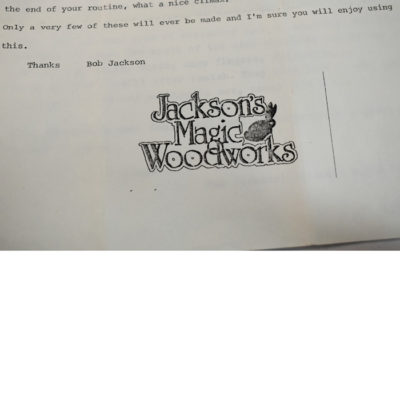 the end of your routine, what a nice climax.
Only a very few of these will ever be made and I'm sure you will enjoy using
this.
Thanks Bob Jackson
Jackson's
Magic
Woodworks